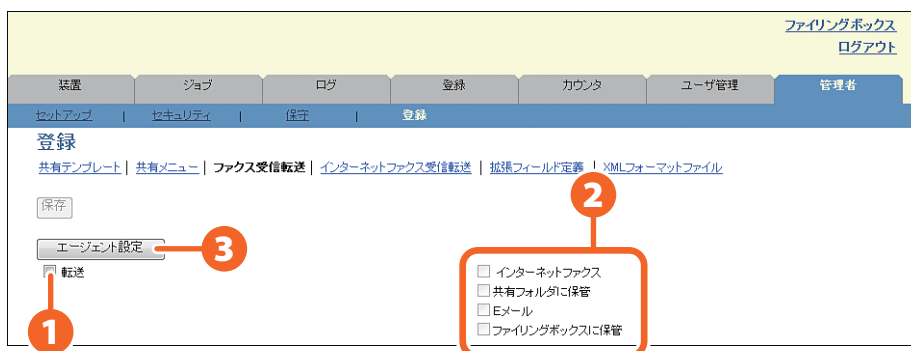 ファイリングボックス
ログアウト
装置 ジョブ ログ 登録 カウンタ ユーザ管理 管理者
セットアップ | セキュリティ | 保守 | 登録
登録
共有テンプレート | 共有メニュー | ファクス受信転送 | インターネットファクス受信転送 | 拡張フィールド定義 | XMLフォーマットファイル
2
保存
エージェント設定 3
転送
インターネットファクス
共有フォルダに保管
Eメール
ファイリングボックスに保管
1